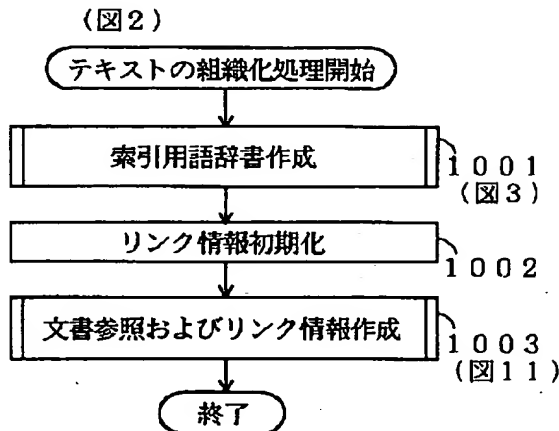 (図2)
テキストの組織化処理開始
索引用語辞書作成
1001
(図3)
リンク情報初期化
1002
文書参照およびリンク情報作成
1003
(図11)
終了